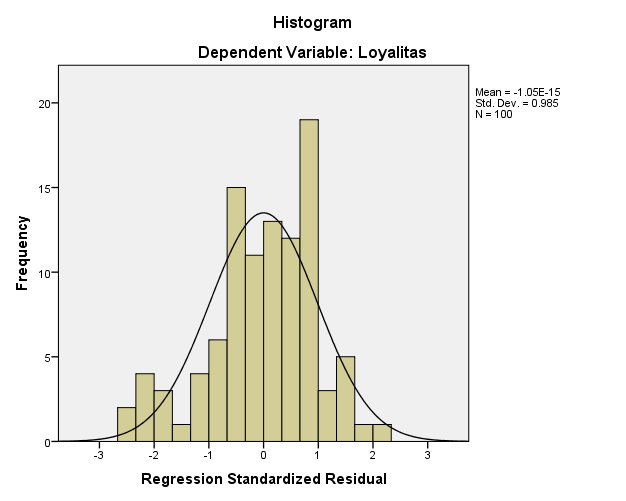 Histogram
Dependent Variable: Loyalitas
Mean = -1.05E-15
Std. Dev. = 0.985
N = 100
20
15
10
5
0
Frequency
-3 -2 -1 0 1 2 3
Regression Standardized Residual